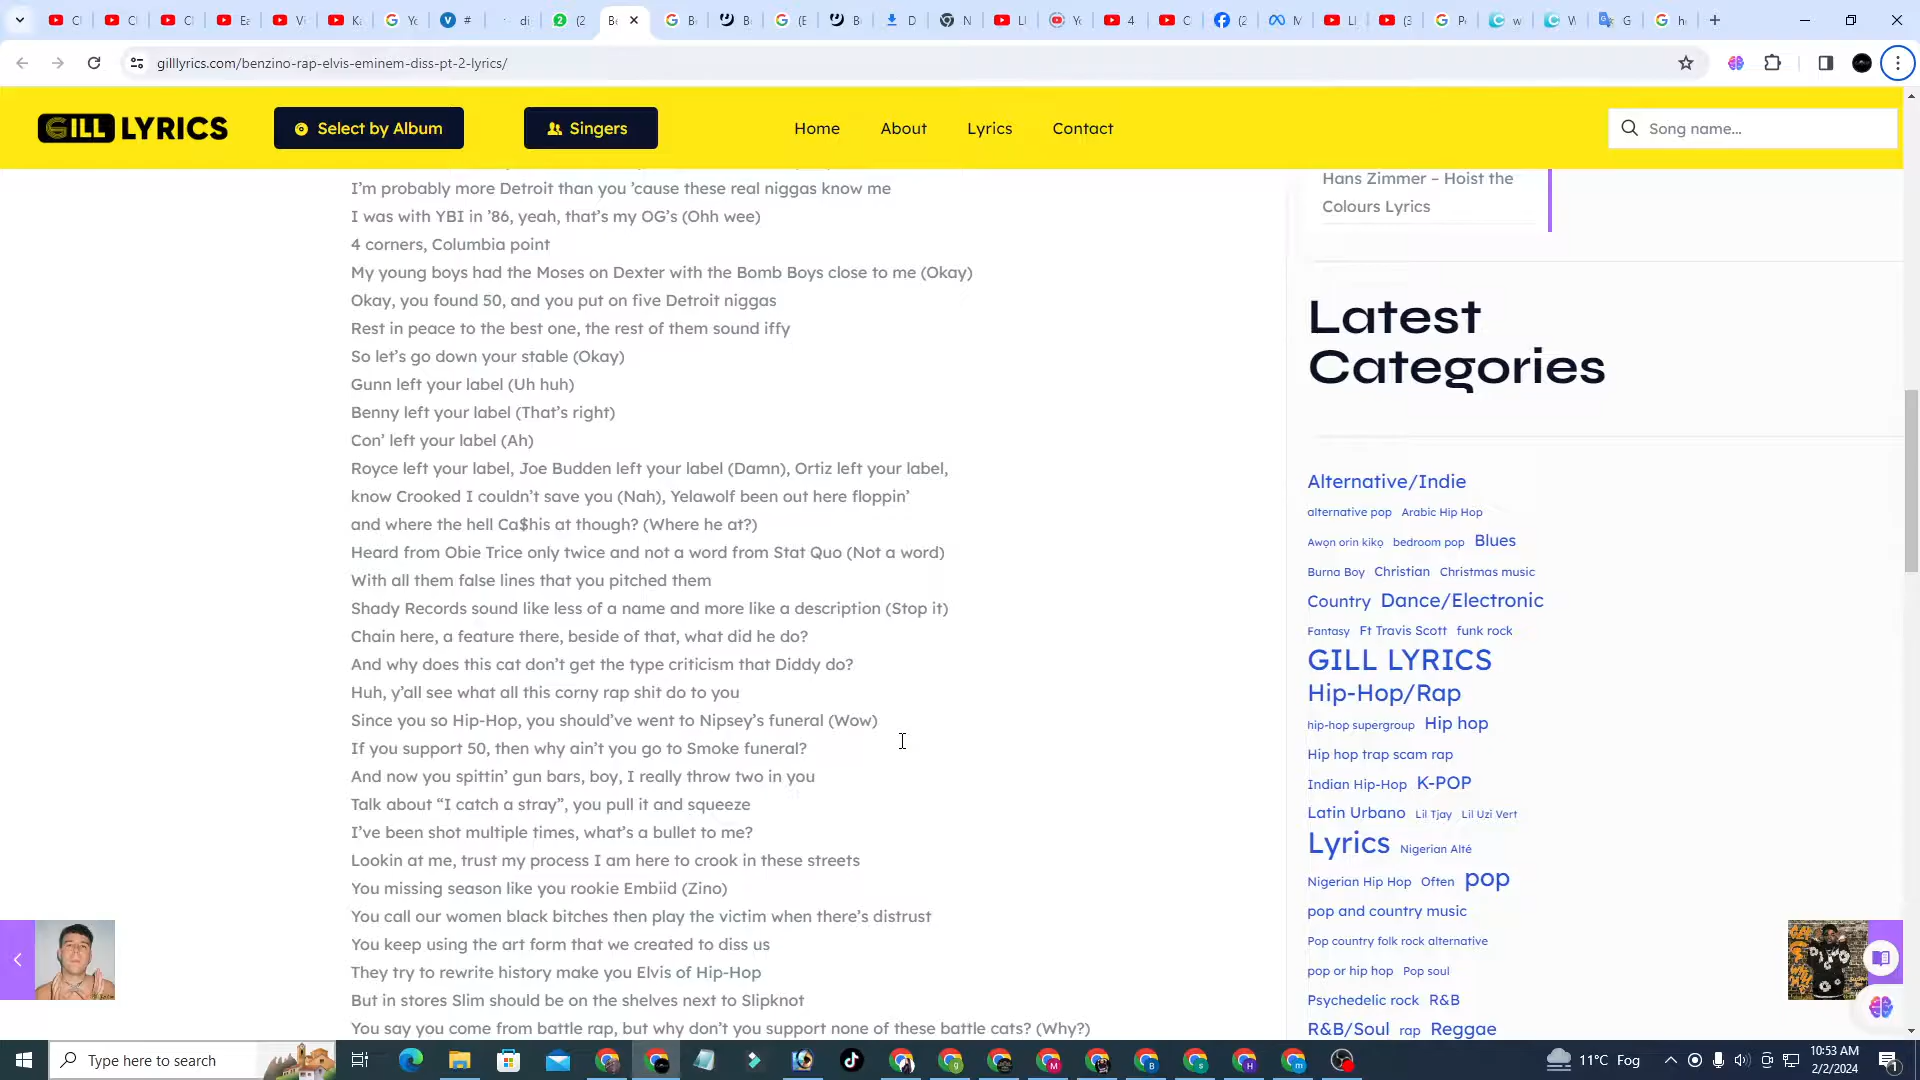 gilllyrics.com/benzino-rap-elvis-eminem-diss-pt-2-lyrics/
GILL LYRICS
Select by Album
Singers
Home
About
Lyrics
Contact
Song name...
I'm probably more Detroit than you 'cause these real niggas know me
I was with YBI in '86, yeah, that's my OG's (Ohh wee)
4 corners, Columbia point
My young boys had the Moses on Dexter with the Bomb Boys close to me (Okay)
Okay, you found 50, and you put on five Detroit niggas
Rest in peace to the best one, the rest of them sound iffy
So let's go down your stable (Okay)
Gunn left your label (Uh huh)
Benny left your label (That's right)
Con' left your label (Ah)
Royce left your label, Joe Budden left your label (Damn), Ortiz left your label,
know Crooked I couldn't save you (Nah), Yelawolf been out here floppin'
and where the hell Ca$his at though? (Where he at?)
Heard from Obie Trice only twice and not a word from Stat Quo (Not a word)
With all them false lines that you pitched them
Shady Records sound like less of a name and more like a description (Stop it)
Chain here, a feature there, beside of that, what did he do?
And why does this cat don't get the type criticism that Diddy do?
Huh, y'all see what all this corny rap shit do to you
Since you so Hip-Hop, you should've went to Nipsey's funeral (Wow)
If you support 50, then why ain't you go to Smoke funeral?
And now you spittin' gun bars, boy, I really throw two in you
Talk about “I catch a stray”, you pull it and squeeze
I've been shot multiple times, what's a bullet to me?
Lookin at me, trust my process I am here to crook in these streets
You missing season like you rookie Embiid (Zino)
You call our women black bitches then play the victim when there's distrust
You keep using the art form that we created to diss us
They try to rewrite history make you Elvis of Hip-Hop
But in stores Slim should be on the shelves next to Slipknot
You say you come from battle rap, but why don't you support none of these battle cats? (Why?)
Hans Zimmer – Hoist the
Colours Lyrics
Latest
Categories
Alternative/Indie
alternative pop Arabic Hip Hop
Awọn orin kikọ bedroom pop Blues
Burna Boy Christian Christmas music
Country Dance/Electronic
Fantasy Ft Travis Scott funk rock
GILL LYRICS
Hip-Hop/Rap
hip-hop supergroup Hip hop
Hip hop trap scam rap
Indian Hip-Hop K-POP
Latin Urbano Lil Tjay Lil Uzi Vert
Lyrics Nigerian Alté
Nigerian Hip Hop Often pop
pop and country music
Pop country folk rock alternative
pop or hip hop Pop soul
Psychedelic rock R&B
R&B/Soul rap Reggae
Type here to search
11°C Fog
10:53 AM
2/2/2024